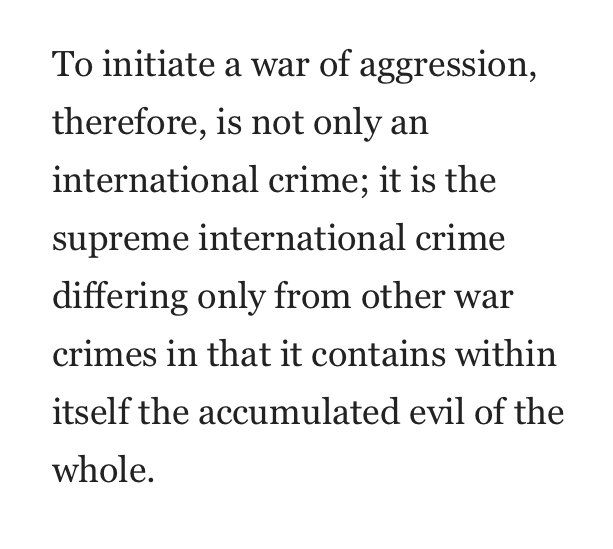 To initiate a war of aggression,
therefore, is not only an
international crime; it is the
supreme international crime
differing only from other war
crimes in that it contains within
itself the accumulated evil of the
whole.